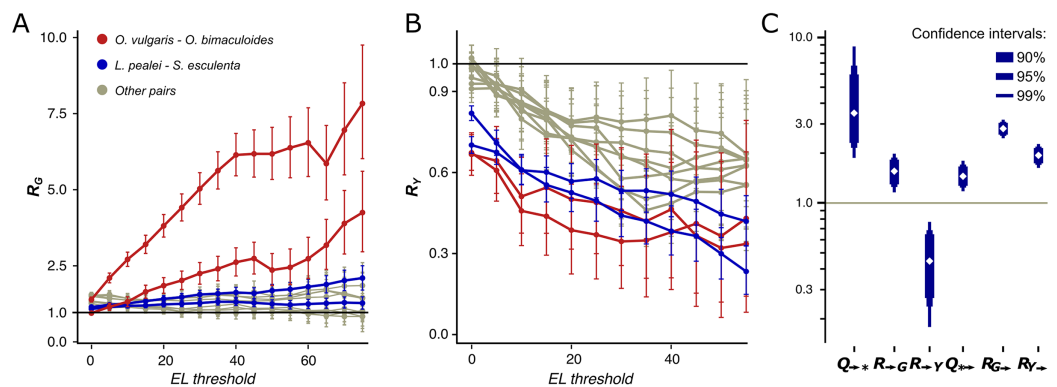 A
10.0
7.5
5.0
2.5
1.0
0.0
R_G
O. vulgaris - O. bimaculoides
L. pealei - S. esculenta
Other pairs
0 20 40 60
EL threshold
B
1.0
0.9
0.6
0.3
0.0
R_Y
0 20 40
EL threshold
C
10.0
3.0
1.0
0.3
Confidence intervals:
90%
95%
99%
Q→* R→G R→Y Q*→ RG→ RY→